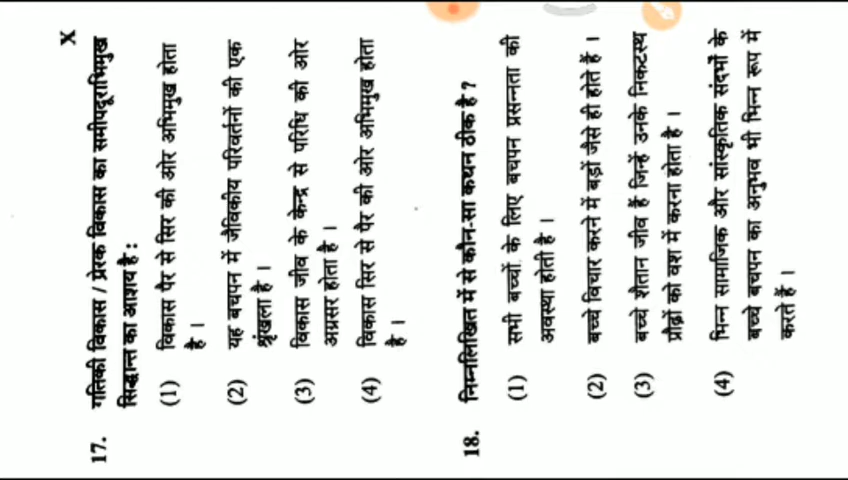 X
17. गतिकी विकास / प्रेरक विकास का समीपदूराभिमुख
सिद्धान्त का आशय है :
(1) विकास पैर से सिर की ओर अभिमुख होता
है ।
(2) यह बचपन में जैविकीय परिवर्तनों की एक
श्रृंखला है ।
(3) विकास जीव के केन्द्र से परिधि की ओर
अग्रसर होता है ।
(4) विकास सिर से पैर की ओर अभिमुख होता
है ।
18. निम्नलिखित में से कौन-सा कथन ठीक है ?
(1) सभी बच्चों के लिए बचपन प्रसन्नता की
अवस्था होती है ।
(2) बच्चे विचार करने में बड़ों जैसे ही होते हैं ।
(3) बच्चे शैतान जीव हैं जिन्हें उनके निकटस्थ
प्रौढ़ों को वश में करना होता है ।
(4) भिन्न सामाजिक और सांस्कृतिक संदर्भों के
बच्चे बचपन का अनुभव भी भिन्न रूप में
करते हैं ।